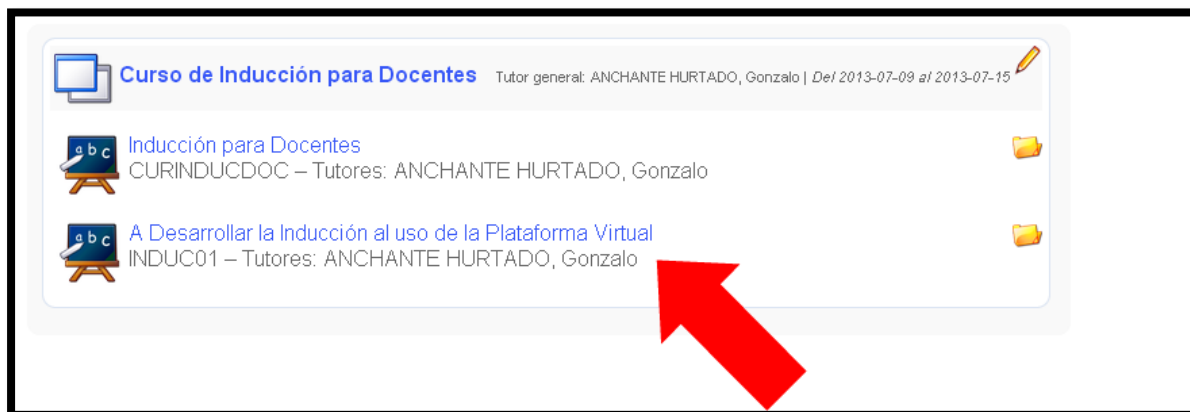 Curso de Inducción para Docentes Tutor general: ANCHANTE HURTADO, Gonzalo | Del 2013-07-09 al 2013-07-15
abc
Inducción para Docentes
CURINDUCDOC – Tutores: ANCHANTE HURTADO, Gonzalo
abc
A Desarrollar la Inducción al uso de la Plataforma Virtual
INDUC01 – Tutores: ANCHANTE HURTADO, Gonzalo